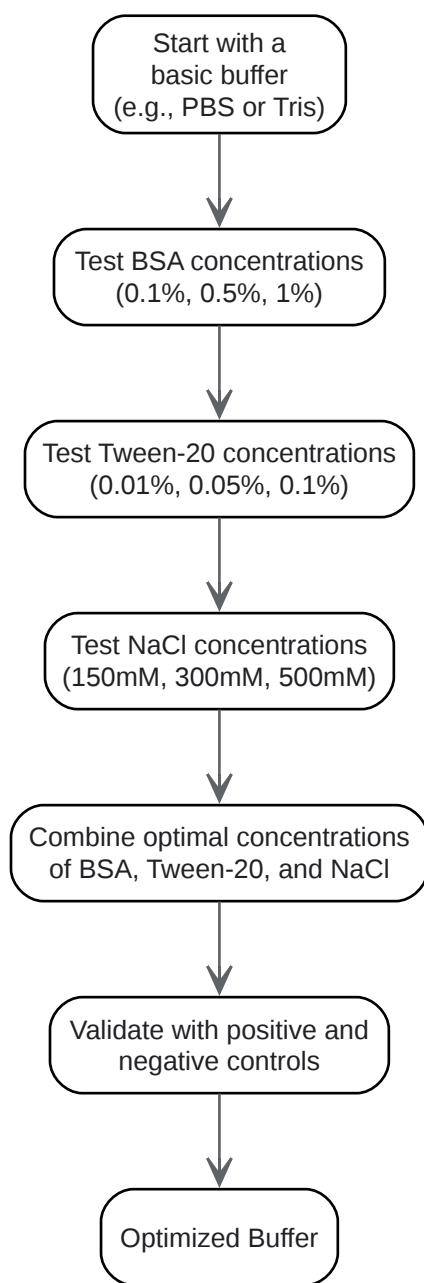 Start with a
basic buffer
(e.g., PBS or Tris)
Test BSA concentrations
(0.1%, 0.5%, 1%)
Test Tween-20 concentrations
(0.01%, 0.05%, 0.1%)
Test NaCl concentrations
(150mM, 300mM, 500mM)
Combine optimal concentrations
of BSA, Tween-20, and NaCl
Validate with positive and
negative controls
Optimized Buffer